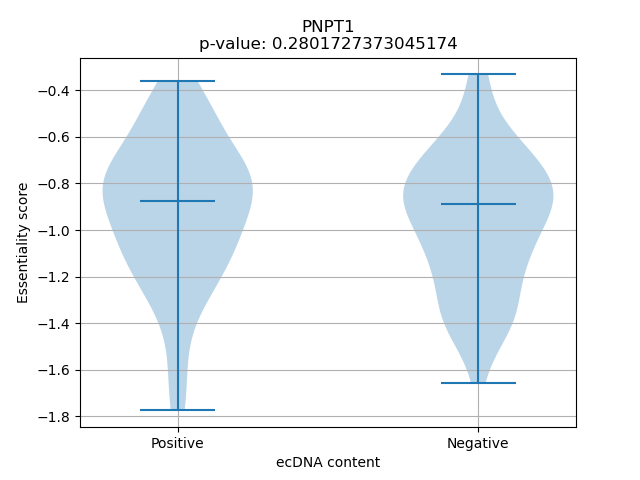 PNPT1
p-value: 0.2801727373045174
−0.4
−0.6
−0.8
−1.0
−1.2
−1.4
−1.6
−1.8
Essentiality score
Positive
Negative
ecDNA content